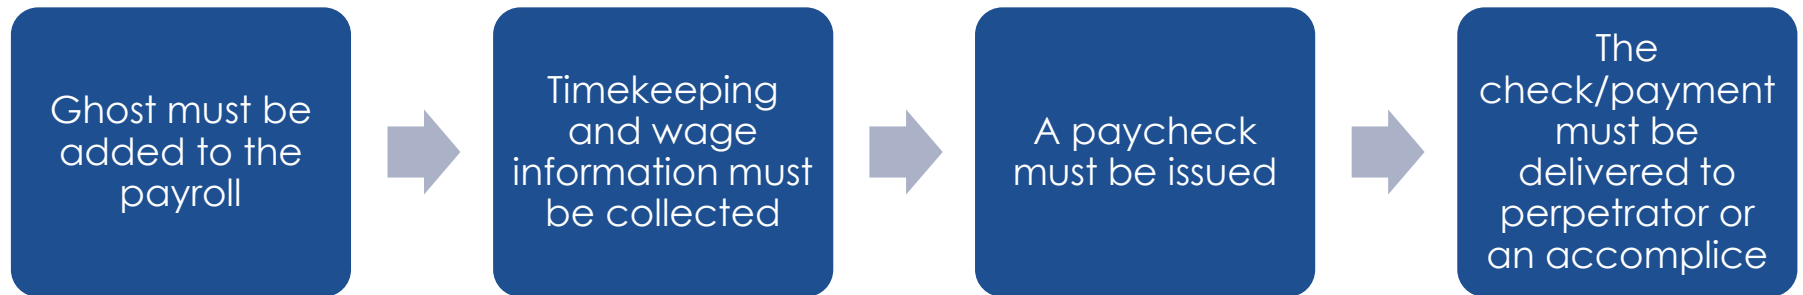 Ghost must be
added to the
payroll
Timekeeping
and wage
information must
be collected
A paycheck
must be issued
The
check/payment
must be
delivered to
perpetrator or
an accomplice